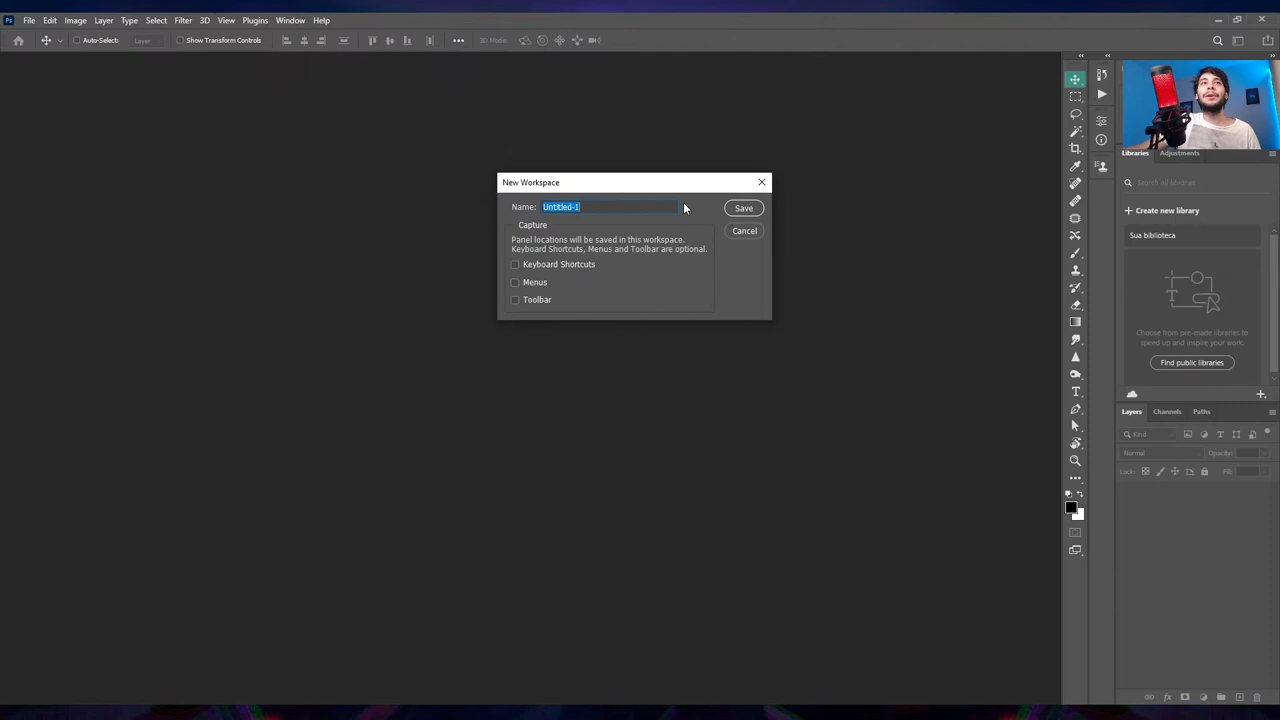 Ps File Edit Image Layer Type Select Filter 3D View Plugins Window Help
Auto-Select: Layer Show Transform Controls 3D Mode:
New Workspace
Name: Untitled-1 Save
Capture
Cancel
Panel locations will be saved in this workspace.
Keyboard Shortcuts, Menus and Toolbar are optional.
Keyboard Shortcuts
Menus
Toolbar
Libraries Adjustments
Search all libraries
Create new library
Sua biblioteca
Choose from pre-made libraries to
speed up and inspire your work.
Find public libraries
Layers Channels Paths
Kind
Normal Opacity:
Lock: Fill: